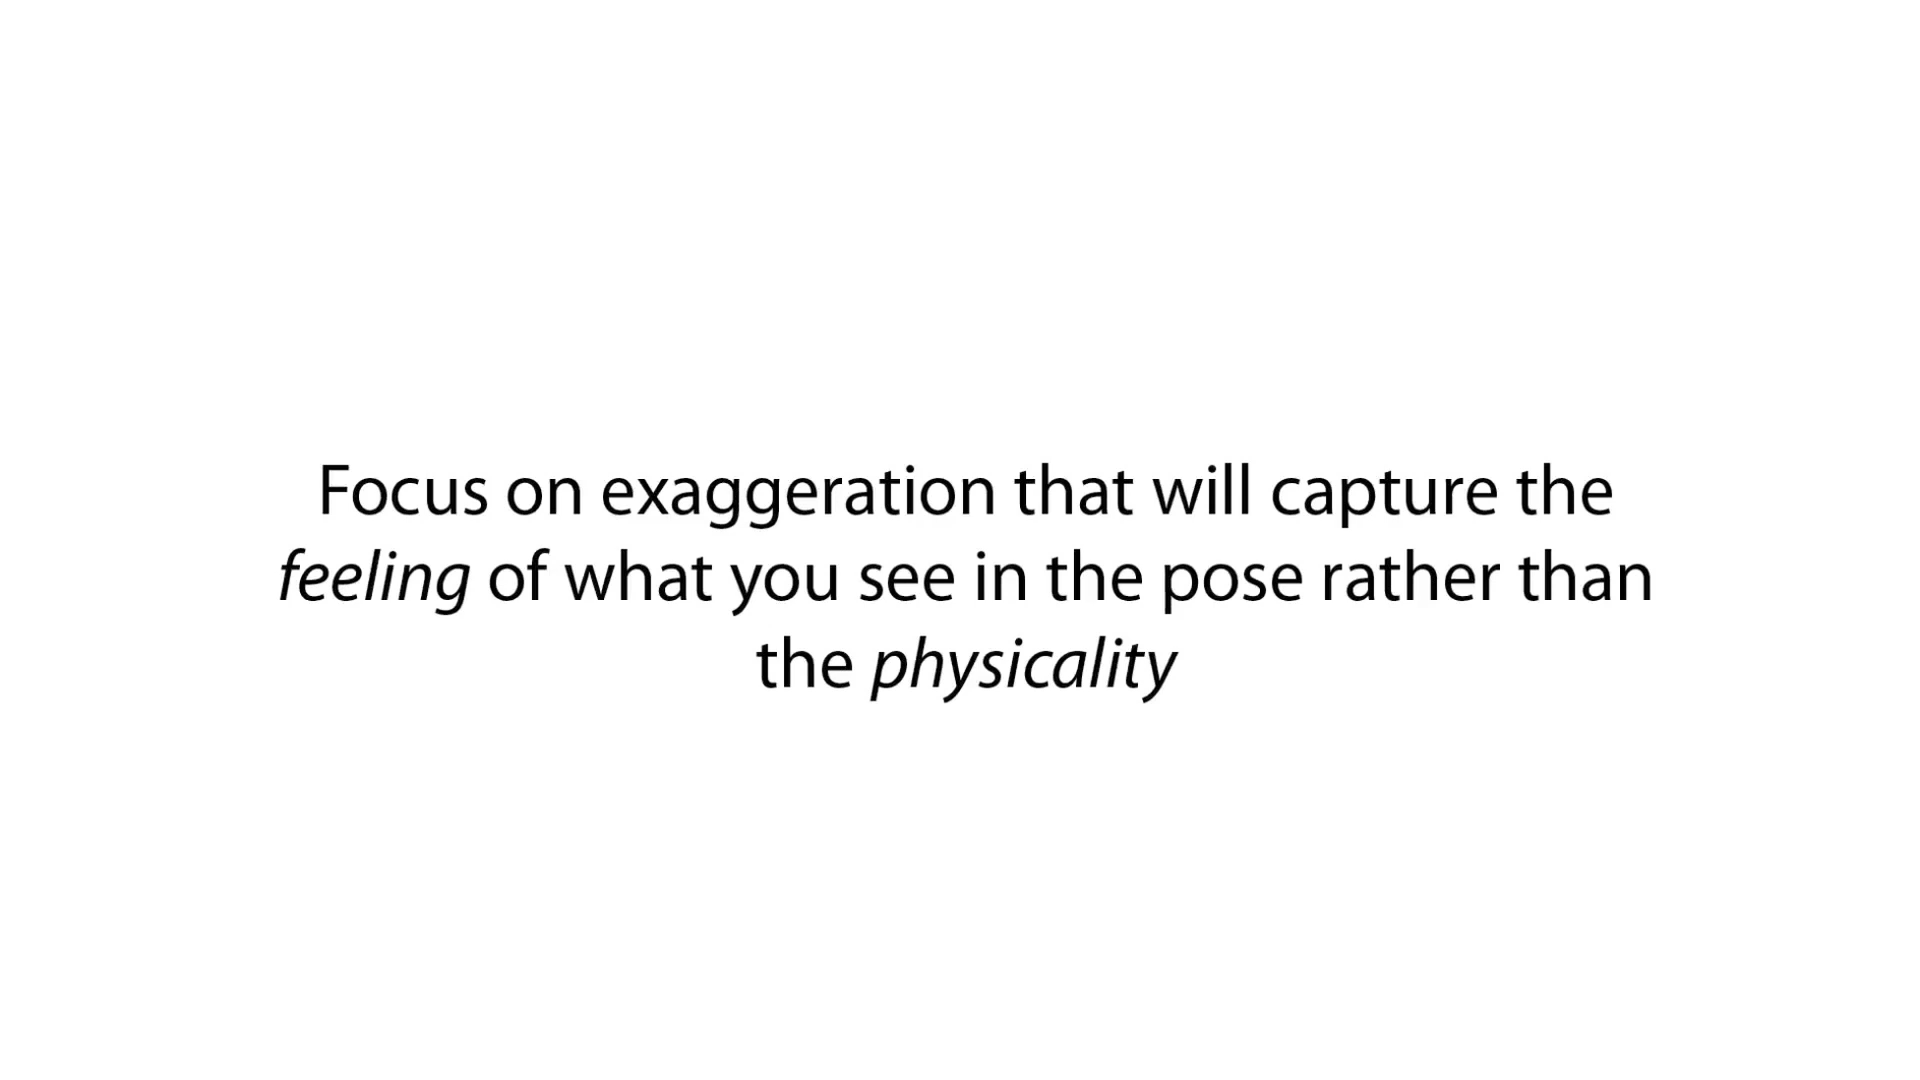 Focus on exaggeration that will capture the
feeling of what you see in the pose rather than
the physicality